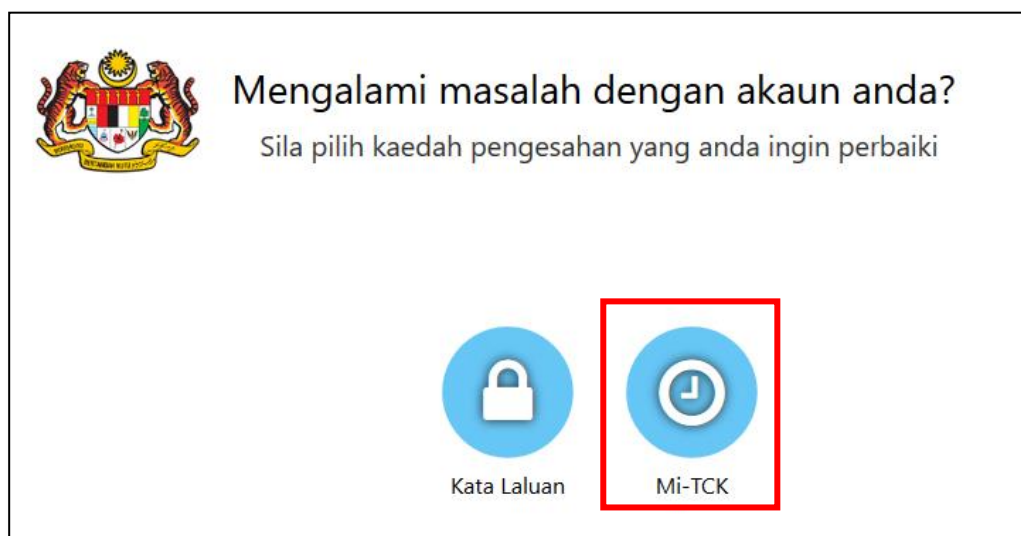 Mengalami masalah dengan akaun anda?
Sila pilih kaedah pengesahan yang anda ingin perbaiki
Kata Laluan
Mi-TCK